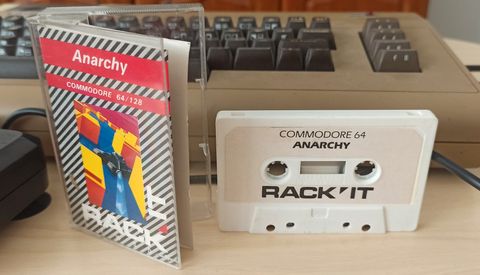 Anarchy
COMMODORE 64/128
RACK'IT
COMMODORE 64
ANARCHY
RACK'IT